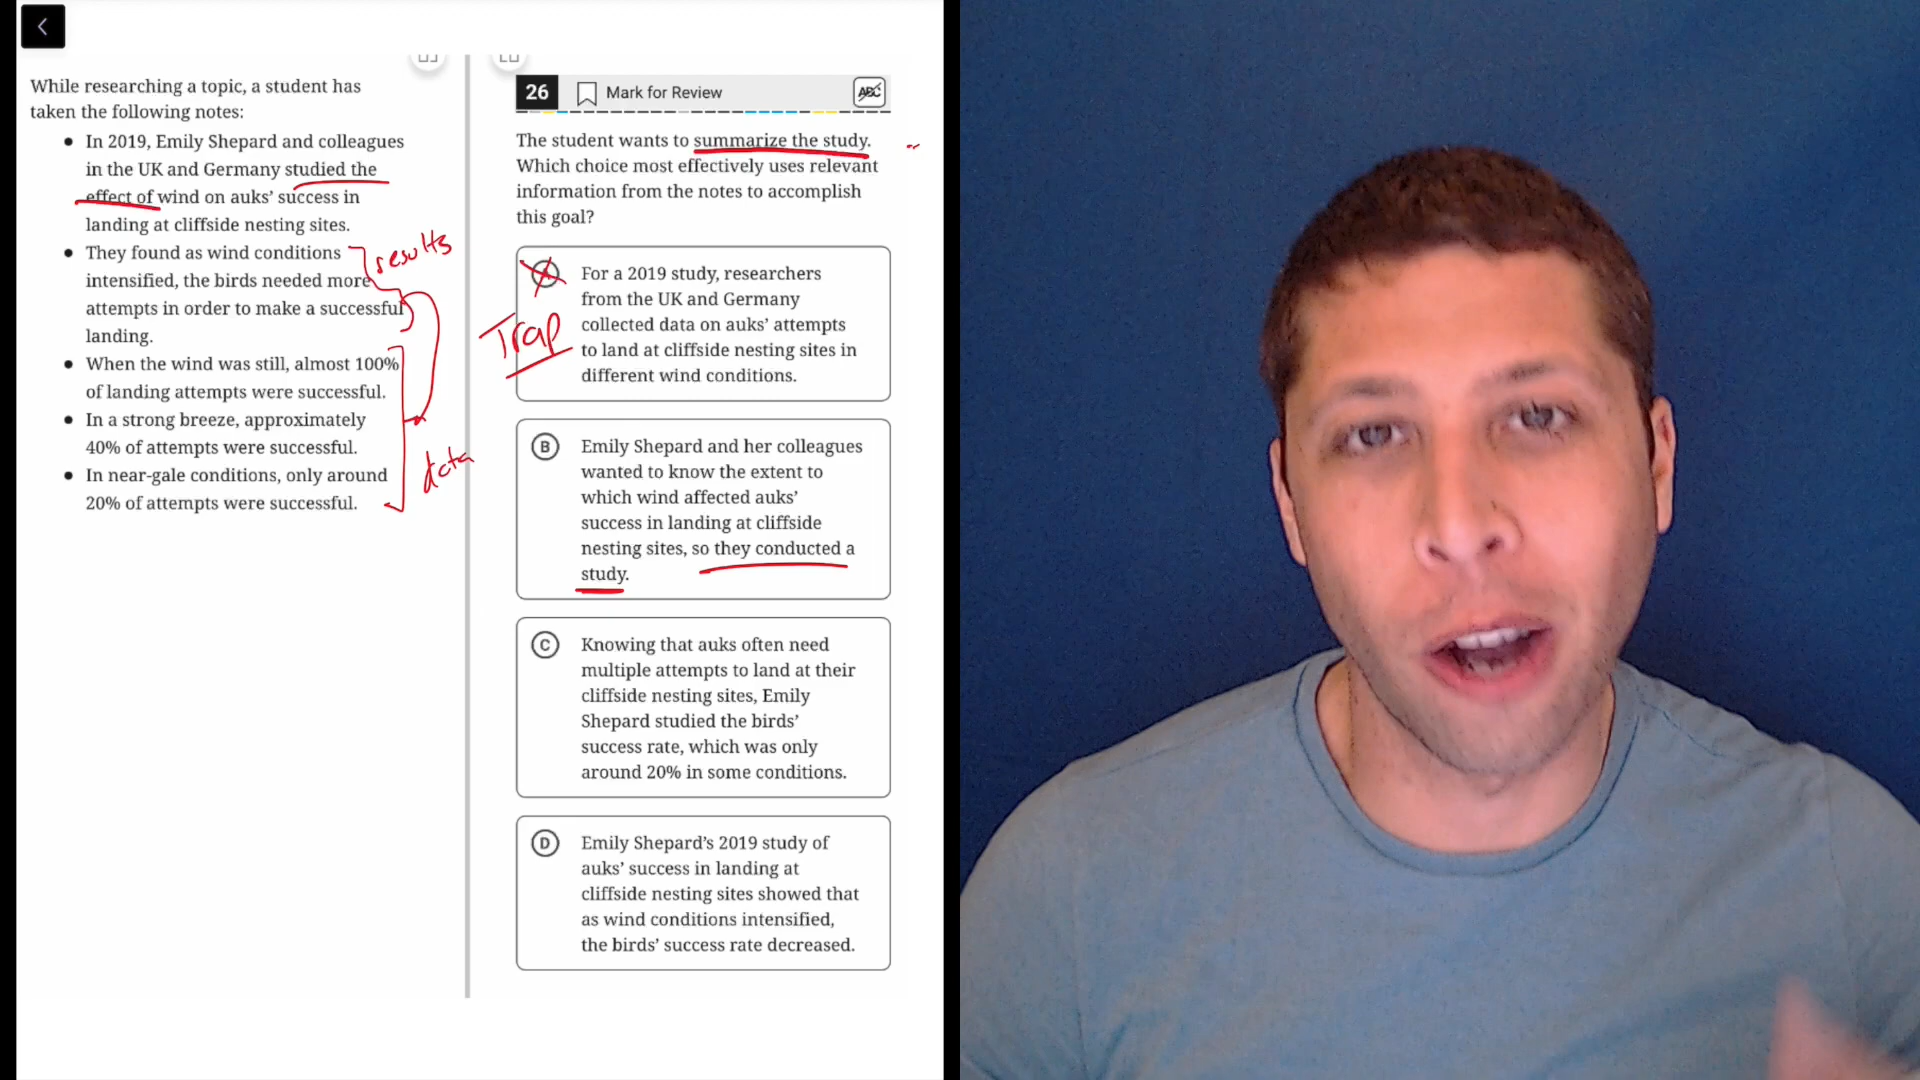 While researching a topic, a student has
taken the following notes:
• In 2019, Emily Shepard and colleagues
in the UK and Germany studied the
effect of wind on auks’ success in
landing at cliffside nesting sites.
• They found as wind conditions
intensified, the birds needed more
attempts in order to make a successful
landing.
• When the wind was still, almost 100%
of landing attempts were successful.
• In a strong breeze, approximately
40% of attempts were successful.
• In near-gale conditions, only around
20% of attempts were successful.
results
data
26 Mark for Review ABC
The student wants to summarize the study.
Which choice most effectively uses relevant
information from the notes to accomplish
this goal?
A For a 2019 study, researchers
from the UK and Germany
collected data on auks’ attempts
to land at cliffside nesting sites in
different wind conditions.
Trap
B Emily Shepard and her colleagues
wanted to know the extent to
which wind affected auks’
success in landing at cliffside
nesting sites, so they conducted a
study.
C Knowing that auks often need
multiple attempts to land at their
cliffside nesting sites, Emily
Shepard studied the birds’
success rate, which was only
around 20% in some conditions.
D Emily Shepard’s 2019 study of
auks’ success in landing at
cliffside nesting sites showed that
as wind conditions intensified,
the birds’ success rate decreased.